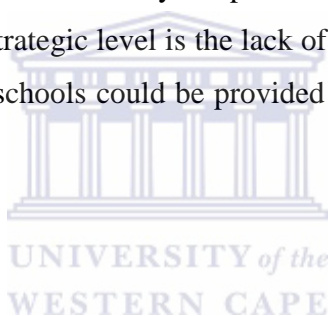 trategic level is the lack of
schools could be provided
UNIVERSITY of the
WESTERN CAPE